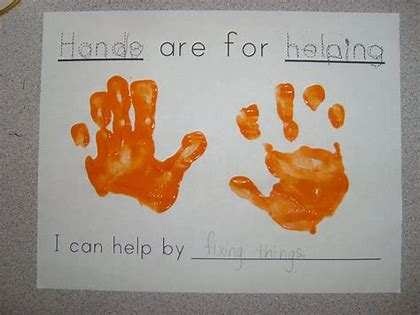 Hands are for helping
I can help by fixing things